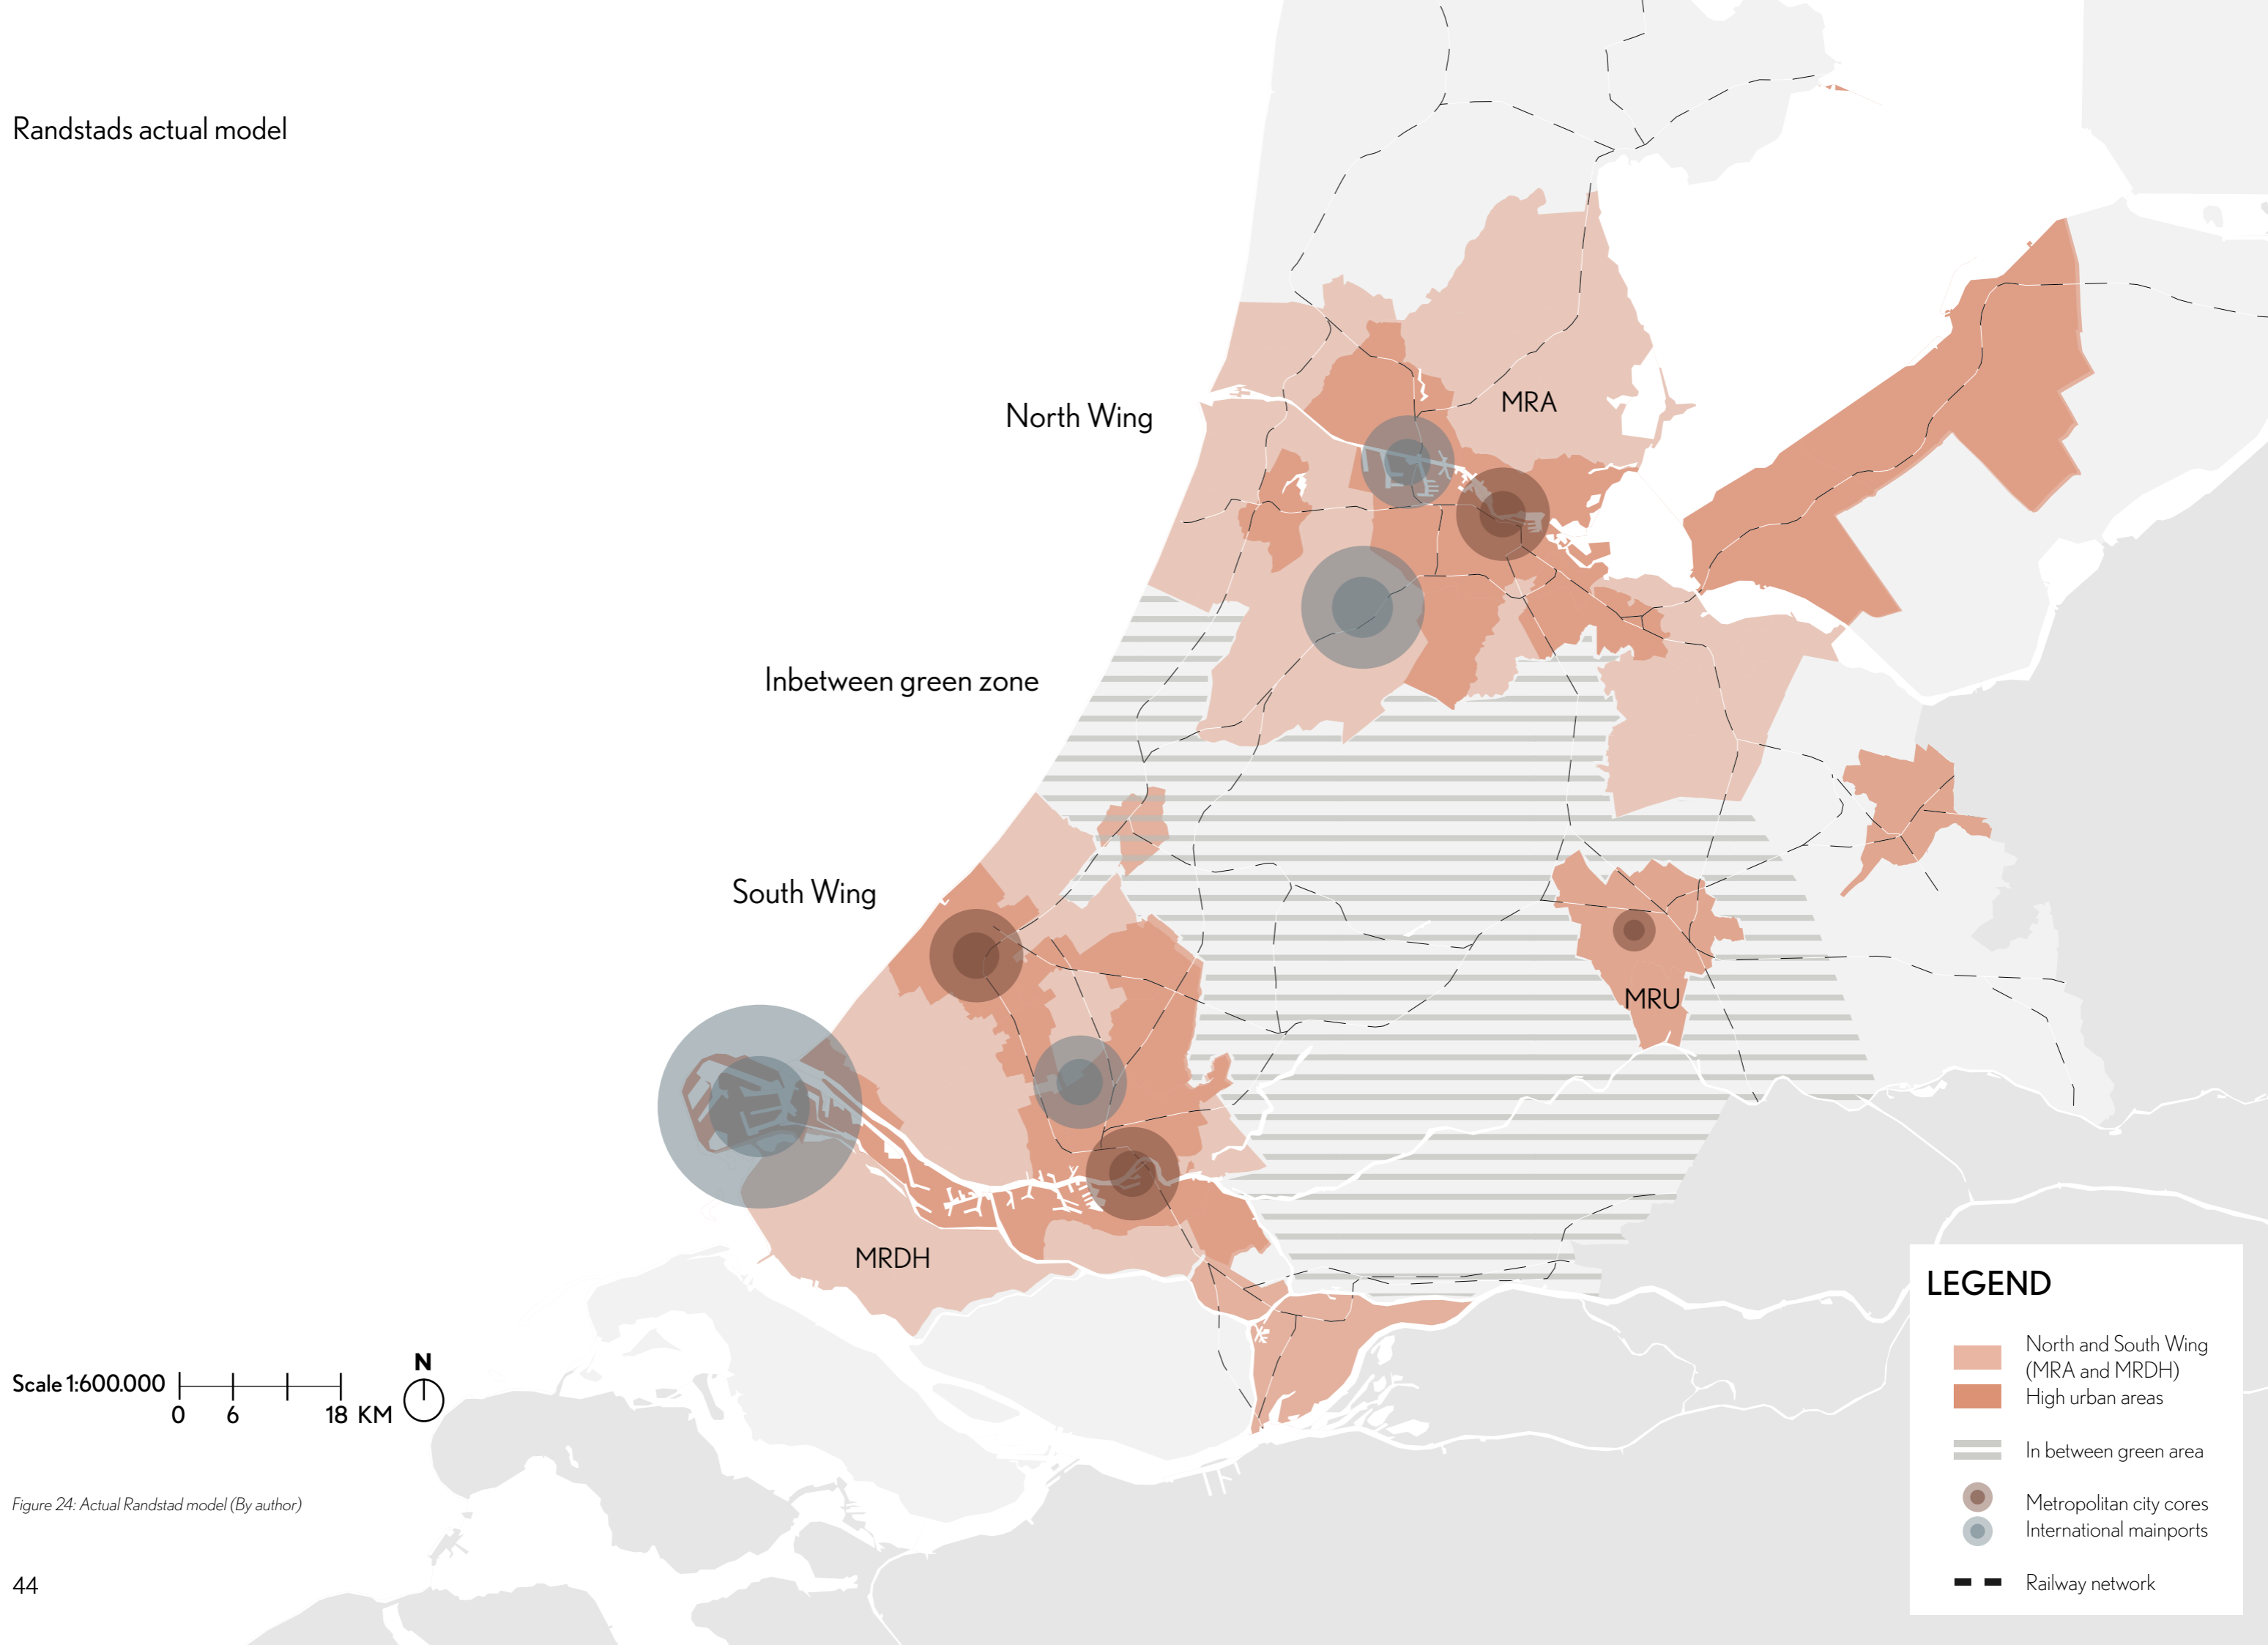 Randstads actual model
North Wing
MRA
Inbetween green zone
South Wing
MRU
MRDH
Scale 1:600.000
0 6 18 KM
N
Figure 24: Actual Randstad model (By author)
44
LEGEND
North and South Wing
(MRA and MRDH)
High urban areas
In between green area
Metropolitan city cores
International mainports
Railway network